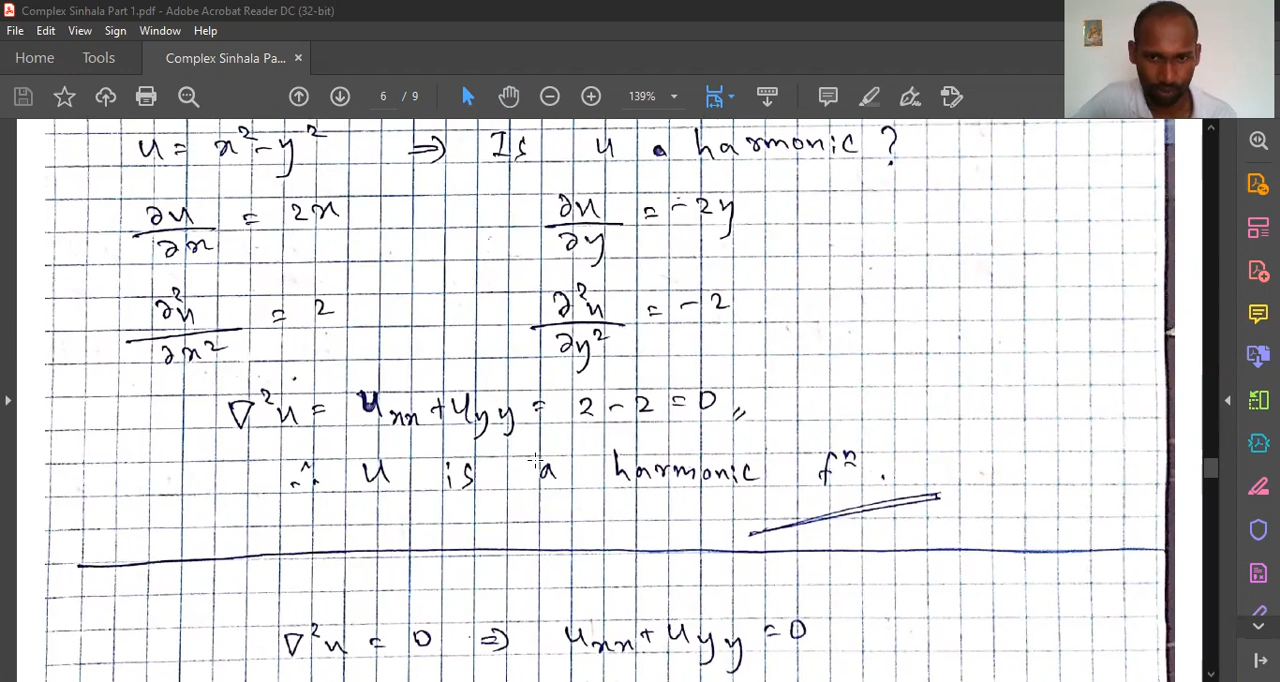 Complex Sinhala Part 1.pdf - Adobe Acrobat Reader DC (32-bit)
File Edit View Sign Window Help
Home Tools Complex Sinhala Pa... ×
6 / 9 139%
u = x² - y² ⇒ Is u a harmonic ?
∂u/∂x = 2x ∂u/∂y = -2y
∂²u/∂x² = 2 ∂²u/∂y² = -2
∇²u = uxx + uyy = 2 - 2 = 0 〃
∴ u is a harmonic fⁿ.
∇²u = 0 ⇒ uxx + uyy = 0